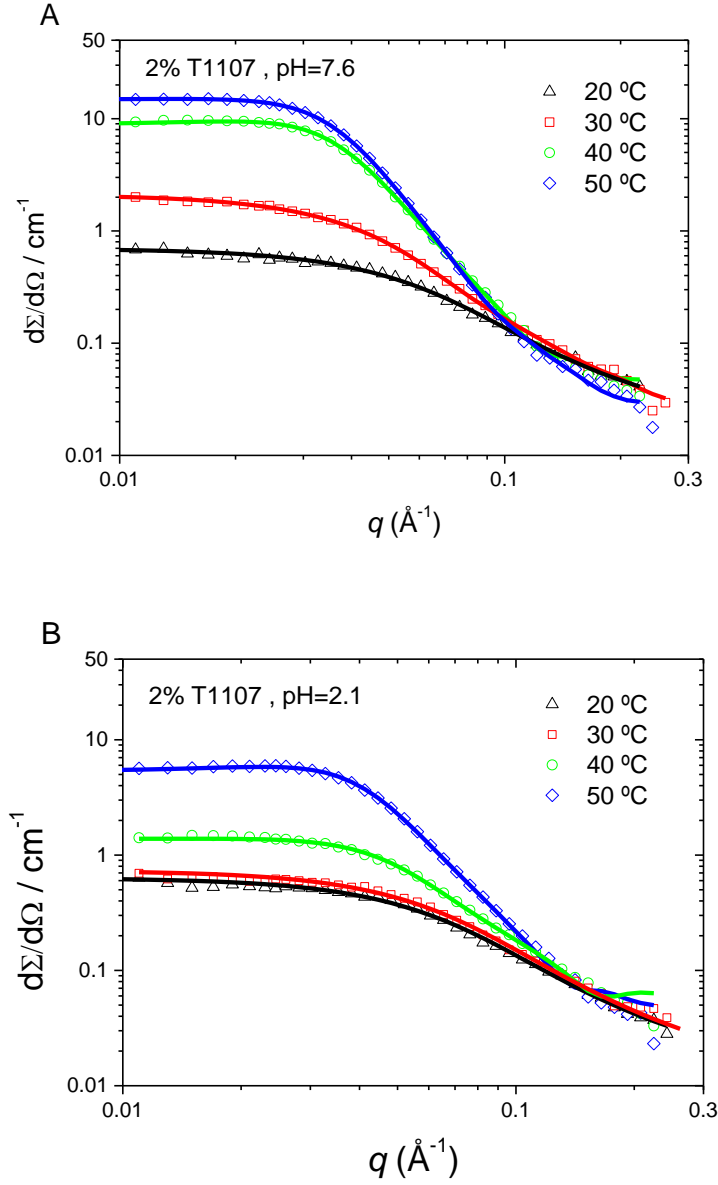 A
50
2% T1107 , pH=7.6
20 ºC
30 ºC
40 ºC
50 ºC
10
1
0.1
0.01
0.01
0.1
0.3
dΣ/dΩ / cm⁻¹
q (Å⁻¹)
B
50
2% T1107 , pH=2.1
20 ºC
30 ºC
40 ºC
50 ºC
10
1
0.1
0.01
0.01
0.1
0.3
dΣ/dΩ / cm⁻¹
q (Å⁻¹)